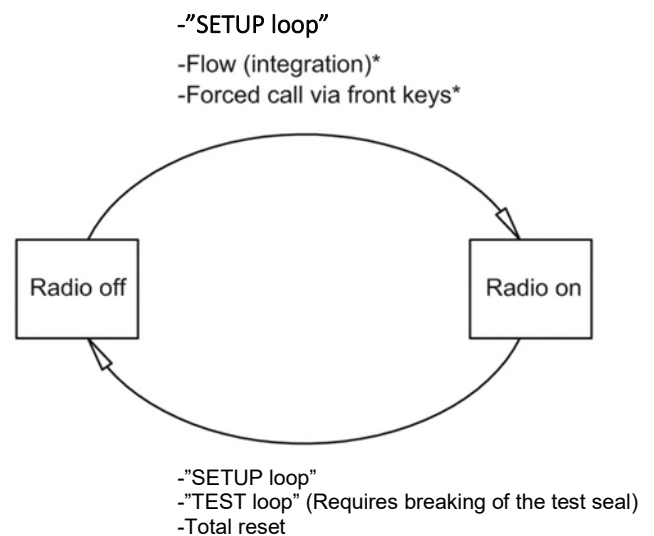 -”SETUP loop”
-Flow (integration)*
-Forced call via front keys*
Radio off
Radio on
-”SETUP loop”
-”TEST loop” (Requires breaking of the test seal)
-Total reset